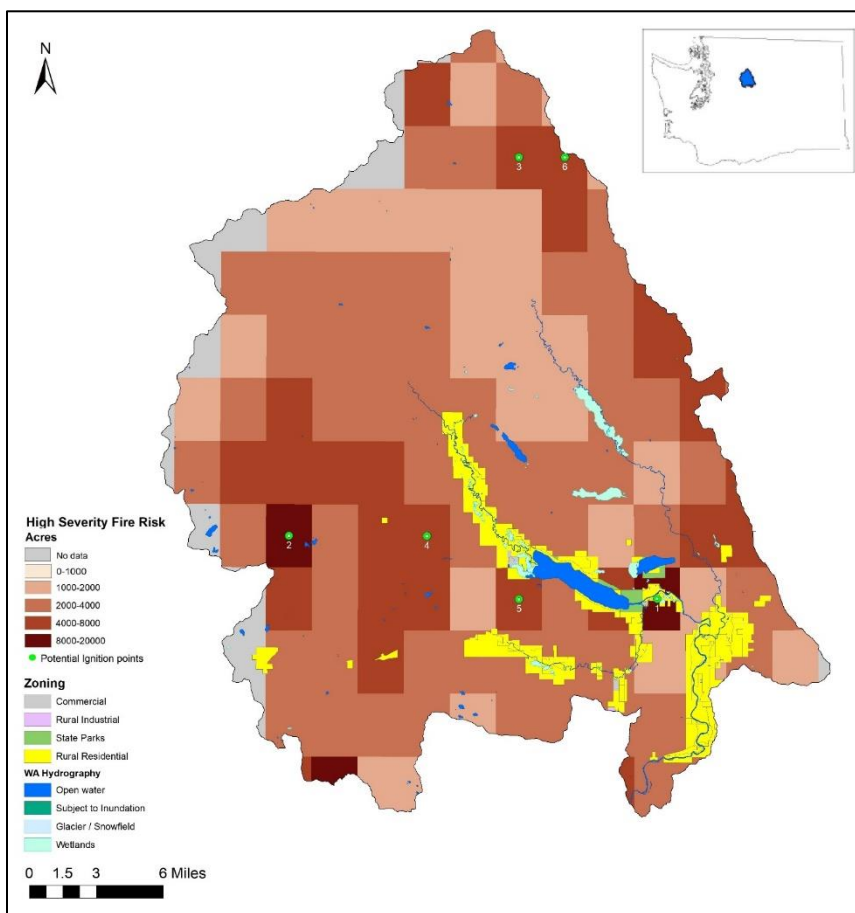 N
3
6
2
4
5
1
High Severity Fire Risk
Acres
No data
0-1000
1000-2000
2000-4000
4000-8000
8000-20000
Potential Ignition points
Zoning
Commercial
Rural Industrial
State Parks
Rural Residential
WA Hydrography
Open water
Subject to Inundation
Glacier / Snowfield
Wetlands
0 1.5 3 6 Miles